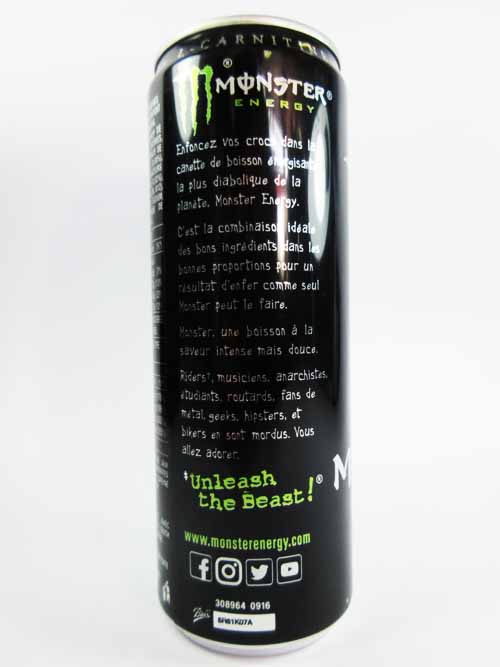 L-CARNIT
MONSTER®
ENERGY
Enfoncez vos crocs dans la
canette de boisson énergisante
la plus diabolique de la
planète, Monster Energy.
C'est la combinaison idéale
des bons ingrédients dans les
bonnes proportions pour un
résultat d'enfer comme seul
Monster peut le faire.
Monster, une boisson à la
saveur intense mais douce.
Riders*, musiciens, anarchistes,
étudiants, routards, fans de
métal, geeks, hipsters, et
bikers en sont mordus. Vous
allez adorer.
*Unleash
the Beast!®
www.monsterenergy.com
308964 0916
SR61K07A
M